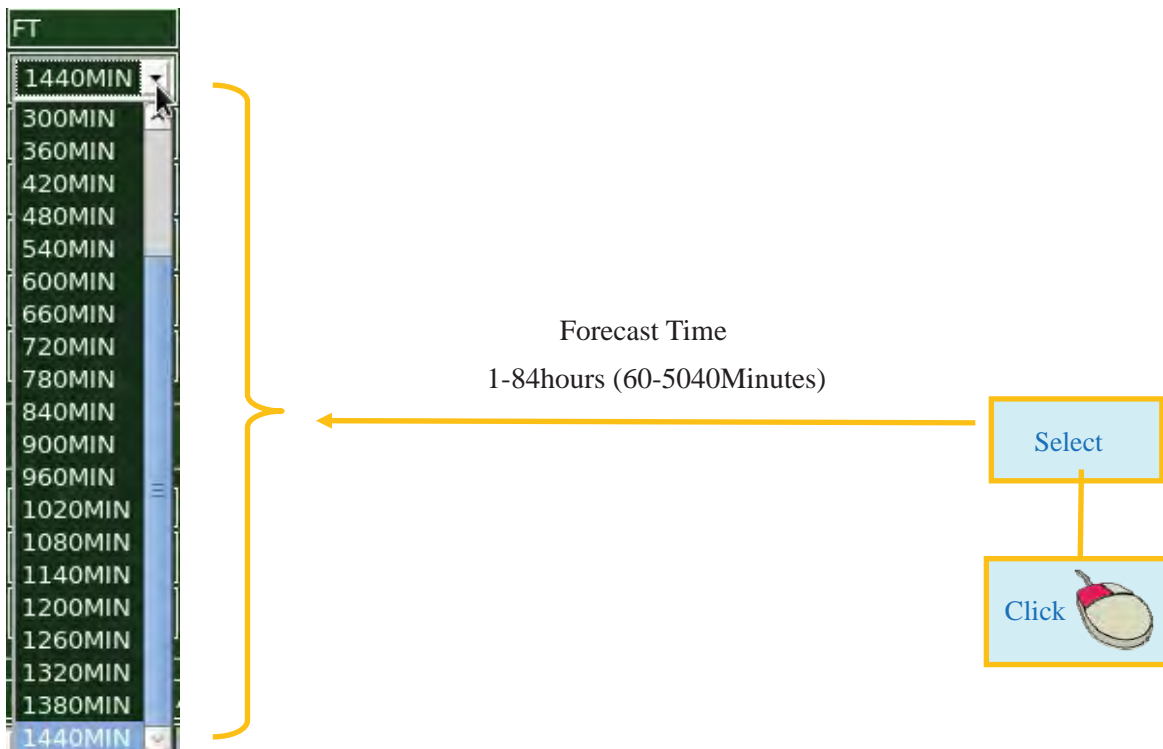 FT
1440MIN
300MIN
360MIN
420MIN
480MIN
540MIN
600MIN
660MIN
720MIN
780MIN
840MIN
900MIN
960MIN
1020MIN
1080MIN
1140MIN
1200MIN
1260MIN
1320MIN
1380MIN
1440MIN
Forecast Time
1-84hours (60-5040Minutes)
Select
Click